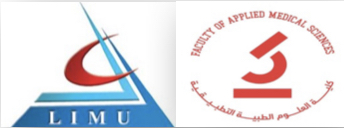 LIMU
FACULTY OF APPLIED MEDICAL SCIENCES
كلية العلوم الطبية التطبيقية